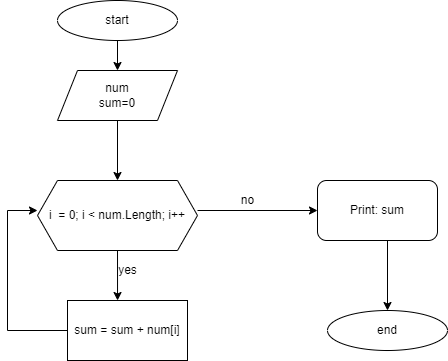 start
num
sum=0
i  = 0; i < num.Length; i++
no
Print: sum
yes
sum = sum + num[i]
end